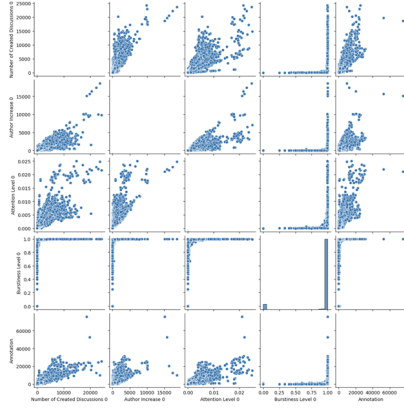 25000
20000
15000
10000
5000
0
Number of Created Discussions 0
15000
10000
5000
0
Author Increase 0
0.025
0.020
0.015
0.010
0.005
0.000
Attention Level 0
1.0
0.8
0.6
0.4
0.2
0.0
Burstiness Level 0
60000
40000
20000
0
Annotation
0 10000 20000
0 5000 10000 15000
0.00 0.01 0.02
0.00 0.25 0.50 0.75 1.00
0 20000 40000 60000
Number of Created Discussions 0
Author Increase 0
Attention Level 0
Burstiness Level 0
Annotation